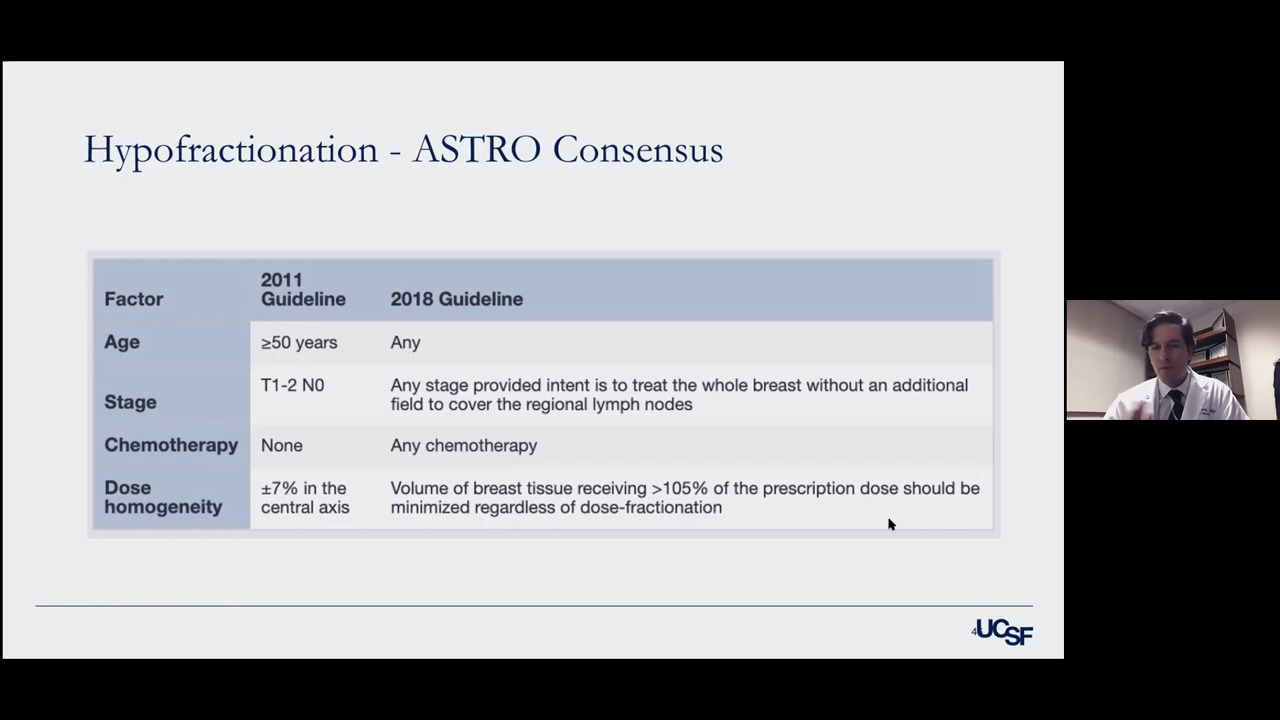 Hypofractionation - ASTRO Consensus
Factor
2011
Guideline
2018 Guideline
Age
≥50 years
Any
Stage
T1-2 N0
Any stage provided intent is to treat the whole breast without an additional
field to cover the regional lymph nodes
Chemotherapy
None
Any chemotherapy
Dose
homogeneity
±7% in the
central axis
Volume of breast tissue receiving >105% of the prescription dose should be
minimized regardless of dose-fractionation
UCSF